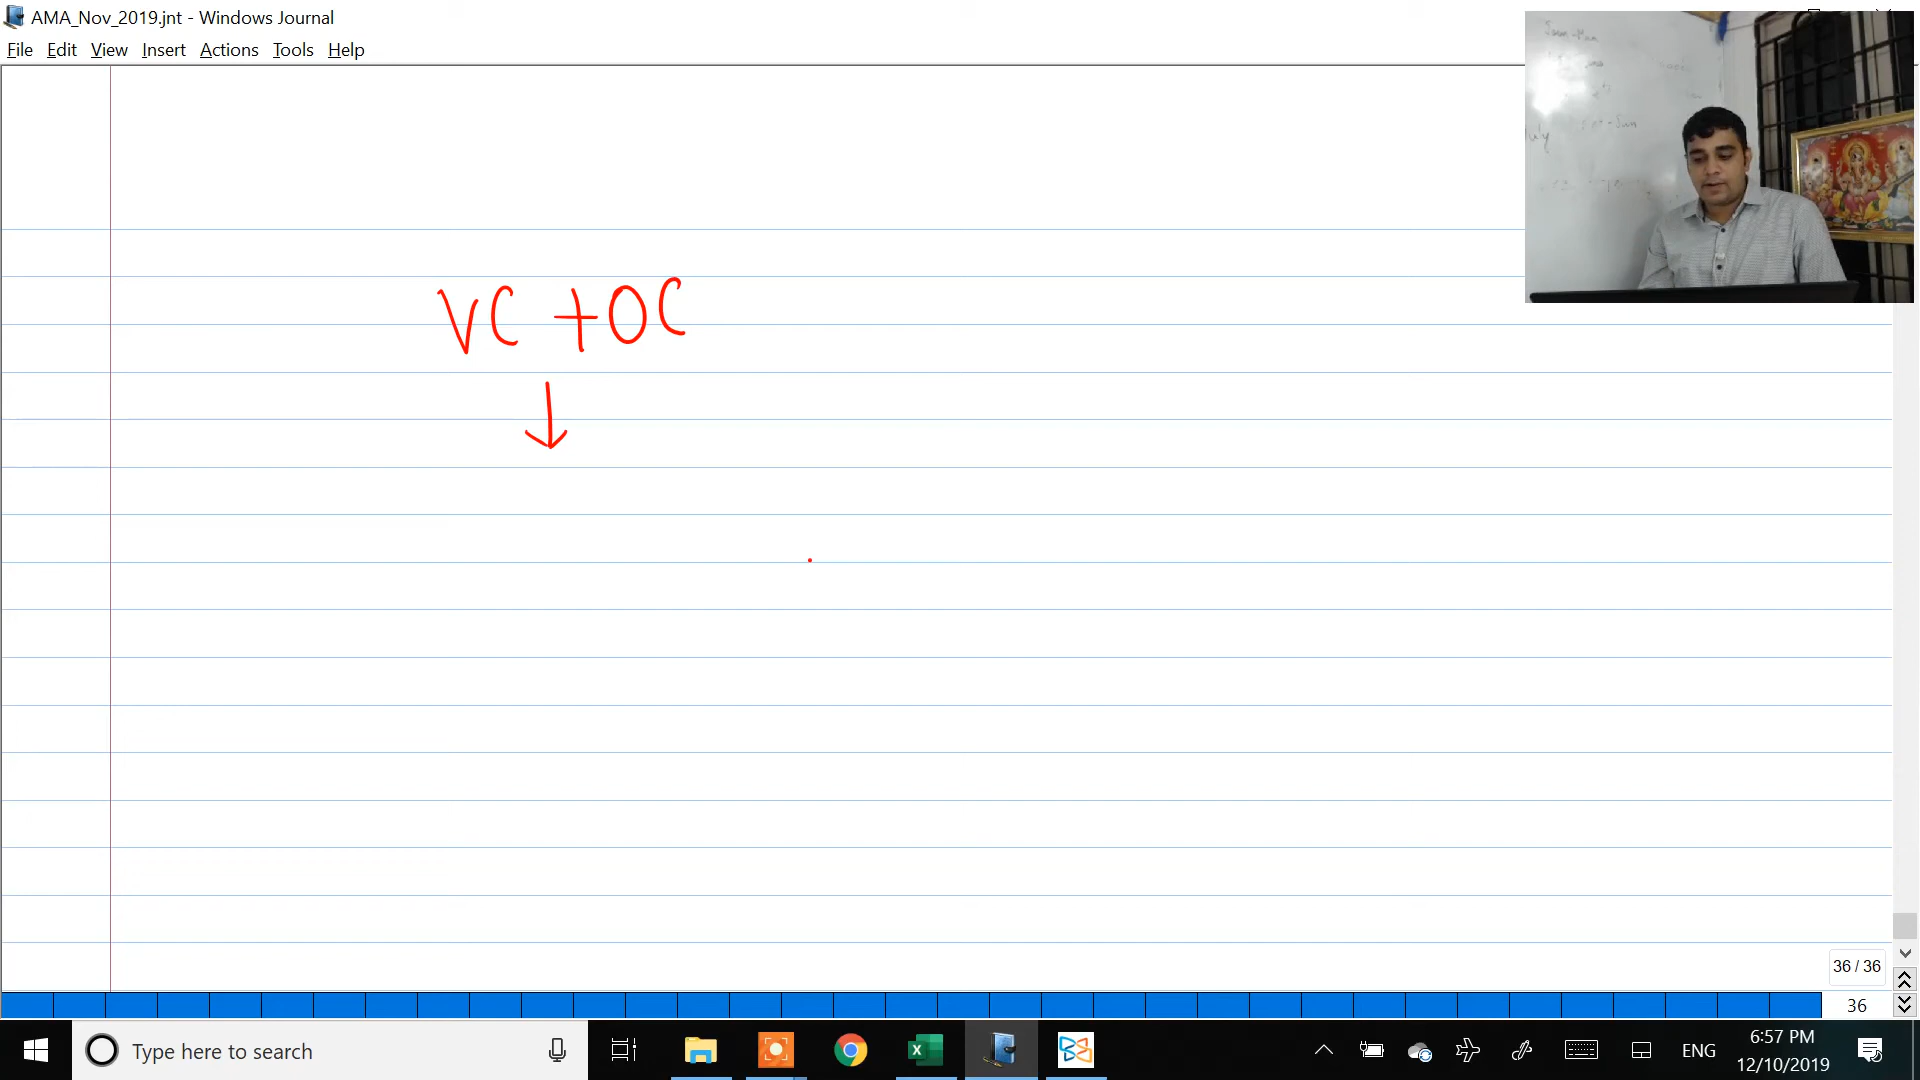 AMA_Nov_2019.jnt - Windows Journal
File Edit View Insert Actions Tools Help
VC + OC
36 / 36
36
Type here to search
ENG
6:57 PM
12/10/2019